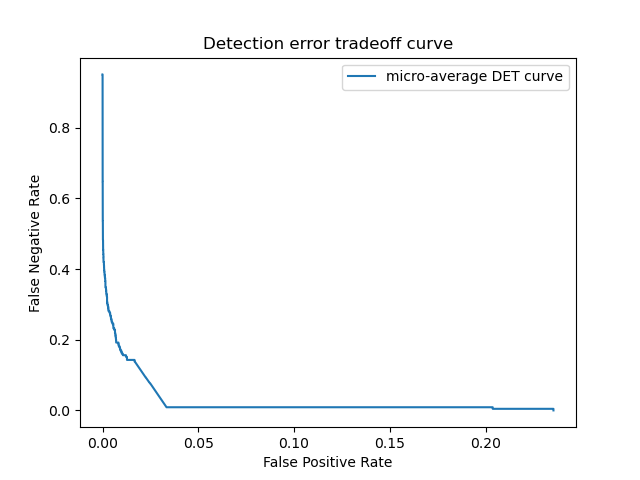 Detection error tradeoff curve
micro-average DET curve
False Negative Rate
0.8
0.6
0.4
0.2
0.0
0.00 0.05 0.10 0.15 0.20
False Positive Rate